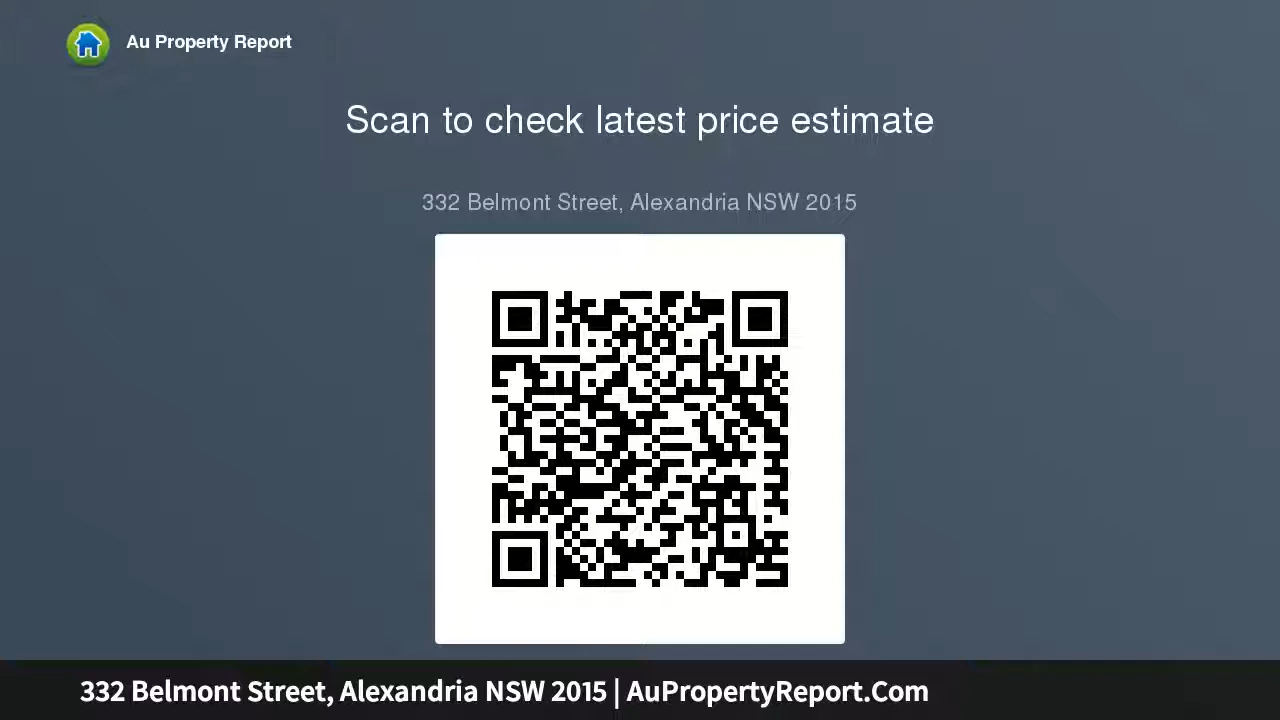 Au Property Report
Scan to check latest price estimate
332 Belmont Street, Alexandria NSW 2015
332 Belmont Street, Alexandria NSW 2015 | AuPropertyReport.Com